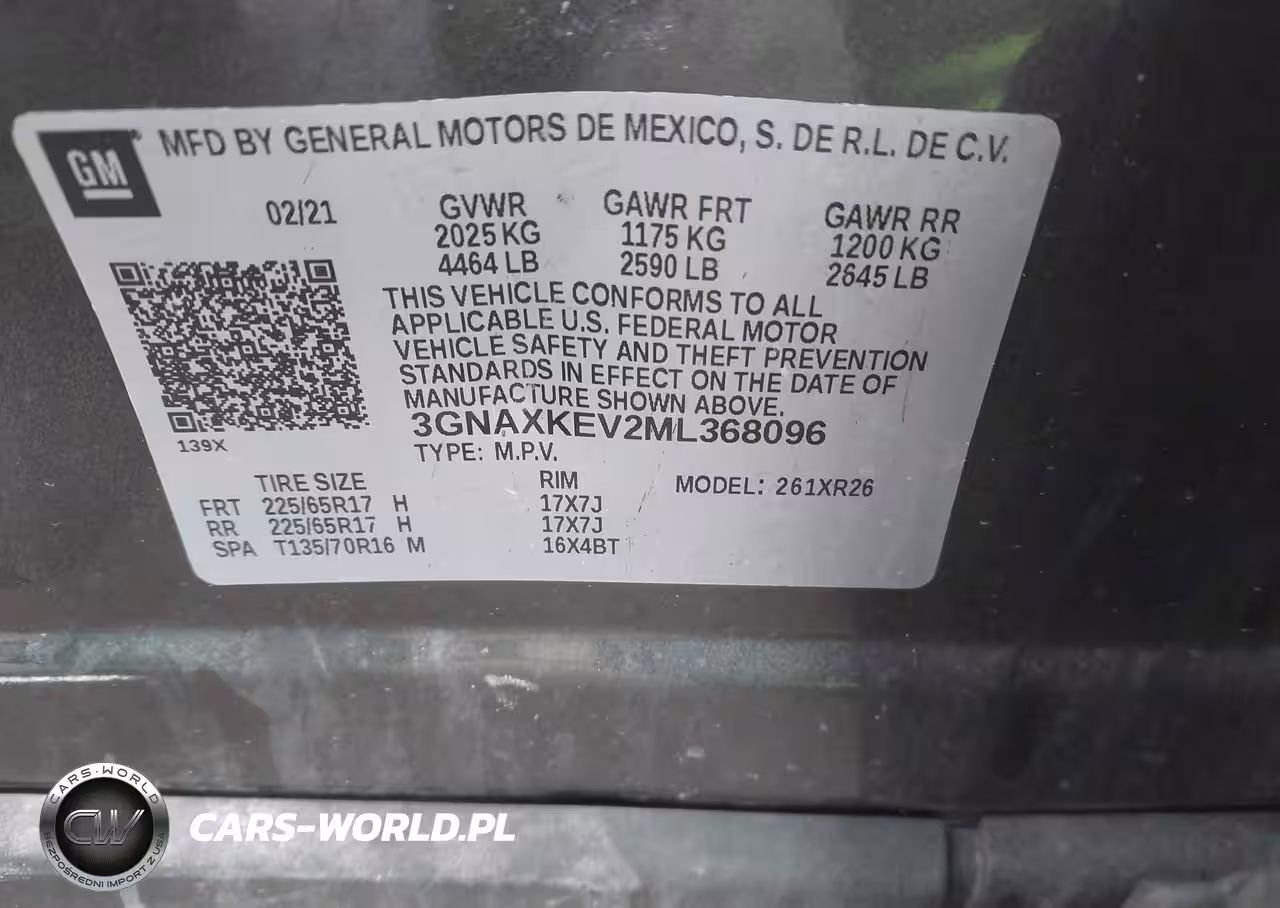 GM
MFD BY GENERAL MOTORS DE MEXICO, S. DE R.L. DE C.V.
02/21 GVWR GAWR FRT GAWR RR
2025 KG 1175 KG 1200 KG
4464 LB 2590 LB 2645 LB
THIS VEHICLE CONFORMS TO ALL
APPLICABLE U.S. FEDERAL MOTOR
VEHICLE SAFETY AND THEFT PREVENTION
STANDARDS IN EFFECT ON THE DATE OF
MANUFACTURE SHOWN ABOVE.
3GNAXKEV2ML368096
139X
TYPE: M.P.V.
TIRE SIZE RIM MODEL: 261XR26
FRT 225/65R17 H 17X7J
RR 225/65R17 H 17X7J
SPA T135/70R16 M 16X4BT
CARS-WORLD
CW
BEZPOŚREDNI IMPORT Z USA
CARS-WORLD.PL